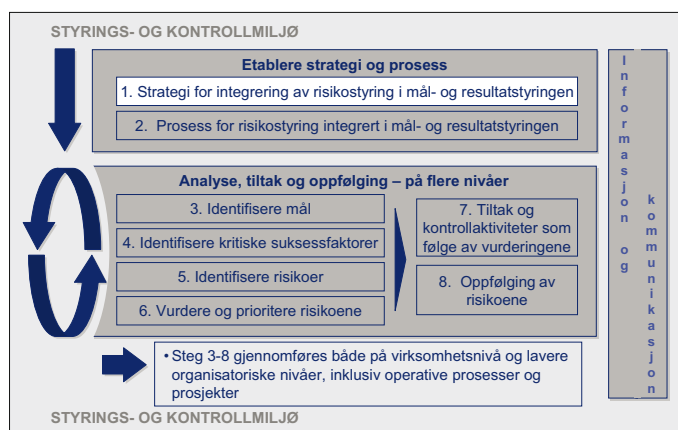 STYRINGS- OG KONTROLLMILJØ
Etablere strategi og prosess
1. Strategi for integrering av risikostyring i mål- og resultatstyringen
2. Prosess for risikostyring integrert i mål- og resultatstyringen
Analyse, tiltak og oppfølging – på flere nivåer
3. Identifisere mål
4. Identifisere kritiske suksessfaktorer
5. Identifisere risikoer
6. Vurdere og prioritere risikoene
7. Tiltak og
kontrollaktiviteter som
følge av vurderingene
8. Oppfølging av
risikoene
• Steg 3-8 gjennomføres både på virksomhetsnivå og lavere
organisatoriske nivåer, inklusiv operative prosesser og
prosjekter
STYRINGS- OG KONTROLLMILJØ
Informasjon og
kommunikasjon